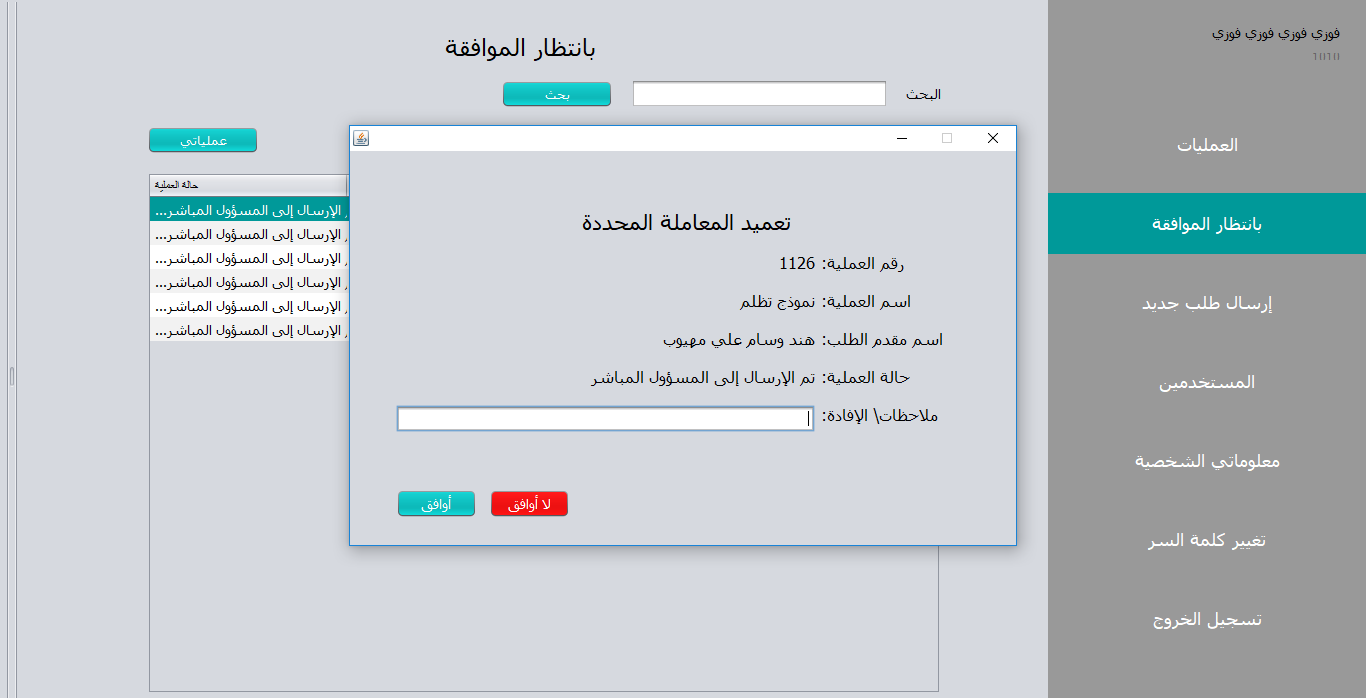 فوزي فوزي فوزي فوزي
1010
العمليات
بانتظار الموافقة
إرسال طلب جديد
المستخدمين
معلوماتي الشخصية
تغيير كلمة السر
تسجيل الخروج
بانتظار الموافقة
البحث
بحث
عملياتي
حالة العملية
الإرسال إلى المسؤول المباشر...
الإرسال إلى المسؤول المباشر...
الإرسال إلى المسؤول المباشر...
الإرسال إلى المسؤول المباشر...
الإرسال إلى المسؤول المباشر...
الإرسال إلى المسؤول المباشر...
تعميد المعاملة المحددة
رقم العملية: 1126
اسم العملية: نموذج تظلم
اسم مقدم الطلب: هند وسام علي مهيوب
حالة العملية: تم الإرسال إلى المسؤول المباشر
ملاحظات\ الإفادة:
لا أوافق
أوافق